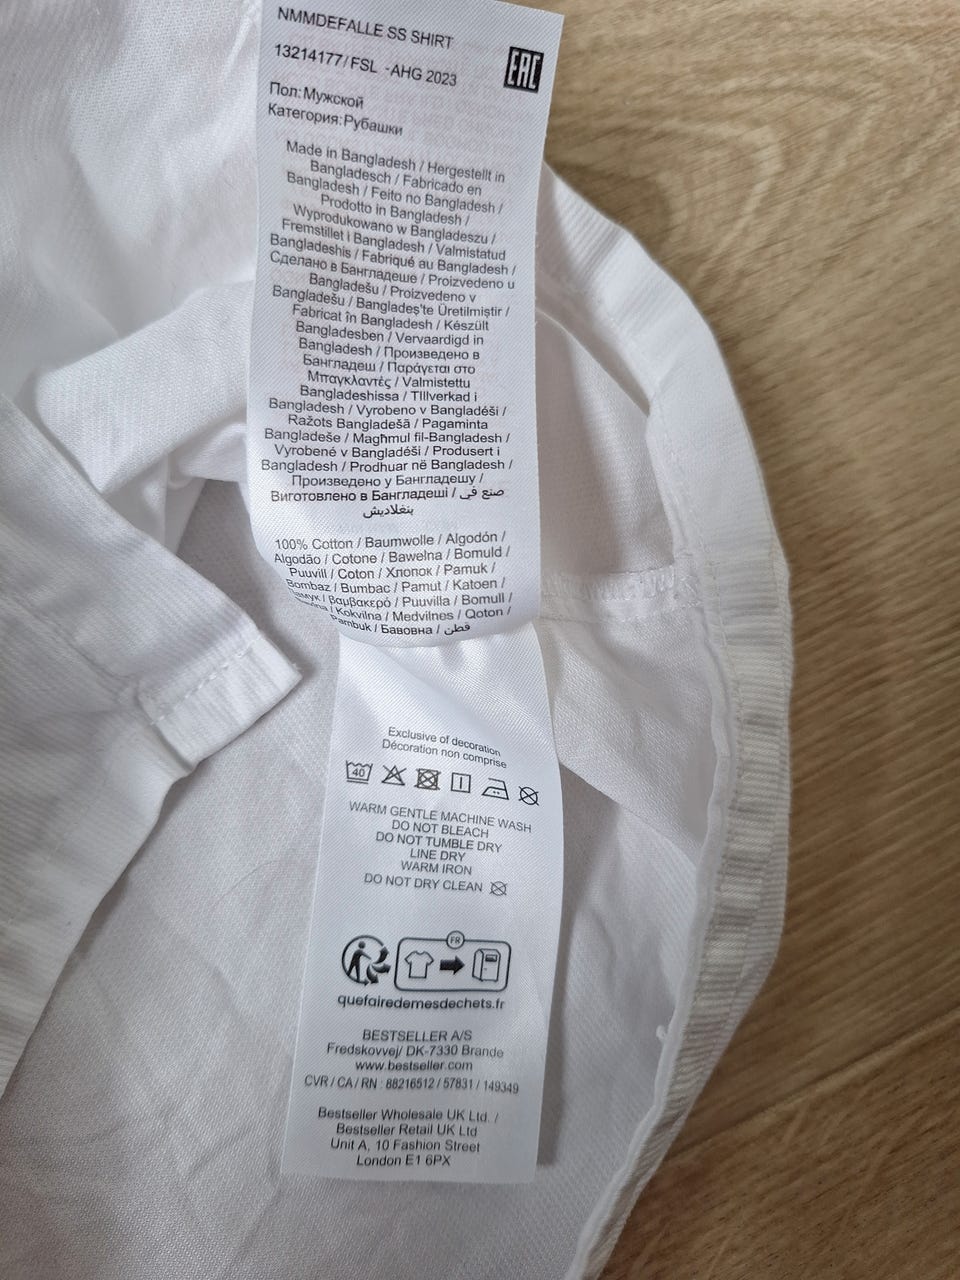 NMMDEFALLE SS SHIRT
13214177/FSL -AHG 2023
EAC
Пол:Мужской
Категория:Рубашки
Made in Bangladesh / Hergestellt in
Bangladesch / Fabricado en
Bangladesh / Feito no Bangladesh /
Prodotto in Bangladesh /
Wyprodukowano w Bangladeszu /
Fremstillet i Bangladesh / Valmistatud
Bangladeshis / Fabriqué au Bangladesh /
Сделано в Бангладеше / Proizvedeno u
Bangladešu / Proizvedeno v
Bangladešu / Bangladeş'te Üretilmiştir /
Fabricat în Bangladesh / Készült
Bangladesben / Vervaardigd in
Bangladesh / Произведено в
Бангладеш / Παράγεται στο
Μπαγκλαντές / Valmistettu
Bangladeshissa / TIllverkad i
Bangladesh / Vyrobeno v Bangladéši /
Ražots Bangladešā / Pagaminta
Bangladeše / Magħmul fil-Bangladesh /
Vyrobené v Bangladéši / Produsert i
Bangladesh / Prodhuar në Bangladesh /
Произведено у Бангладешу /
Виготовлено в Бангладеші / صنع في
بنغلاديش
100% Cotton / Baumwolle / Algodón /
Algodão / Cotone / Bawełna / Bomuld /
Puuvill / Coton / Хлопок / Pamuk /
Bombaz / Bumbac / Pamut / Katoen /
βαμβακερό / Puuvilla / Bomull /
/ Kokvilna / Medvilnes / Qoton /
Pambuk / Бавовна / قطن
Exclusive of decoration
Décoration non comprise
40
WARM GENTLE MACHINE WASH
DO NOT BLEACH
DO NOT TUMBLE DRY
LINE DRY
WARM IRON
DO NOT DRY CLEAN
FR
quefairedemesdechets.fr
BESTSELLER A/S
Fredskovvej/ DK-7330 Brande
www.bestseller.com
CVR / CA / RN : 88216512 / 57831 / 149349
Bestseller Wholesale UK Ltd. /
Bestseller Retail UK Ltd
Unit A, 10 Fashion Street
London E1 6PX